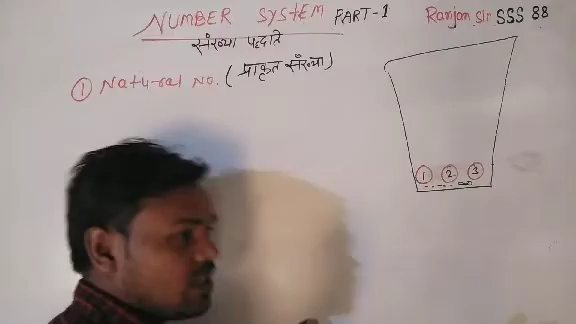 NUMBER SYSTEM PART-1
Ranjan Sir SSS 88
संख्या पद्धति
① Natural No. (प्राकृत संख्या)
① ② ③